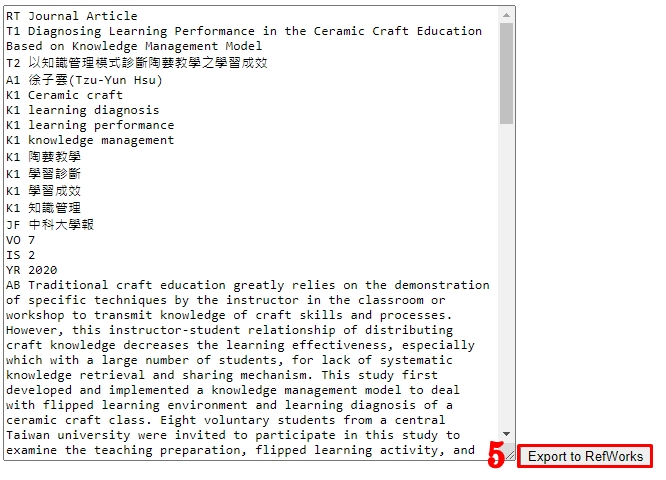 RT Journal Article
T1 Diagnosing Learning Performance in the Ceramic Craft Education
Based on Knowledge Management Model
T2 以知識管理模式診斷陶藝教學之學習成效
A1 徐子雲(Tzu-Yun Hsu)
K1 Ceramic craft
K1 learning diagnosis
K1 learning performance
K1 knowledge management
K1 陶藝教學
K1 學習診斷
K1 學習成效
K1 知識管理
JF 中科大學報
VO 7
IS 2
YR 2020
AB Traditional craft education greatly relies on the demonstration
of specific techniques by the instructor in the classroom or
workshop to transmit knowledge of craft skills and processes.
However, this instructor-student relationship of distributing
craft knowledge decreases the learning effectiveness, especially
which with a large number of students, for lack of systematic
knowledge retrieval and sharing mechanism. This study first
developed and implemented a knowledge management model to deal
with flipped learning environment and learning diagnosis of a
ceramic craft class. Eight voluntary students from a central
Taiwan university were invited to participate in this study to
examine the teaching preparation, flipped learning activity, and
5 Export to RefWorks